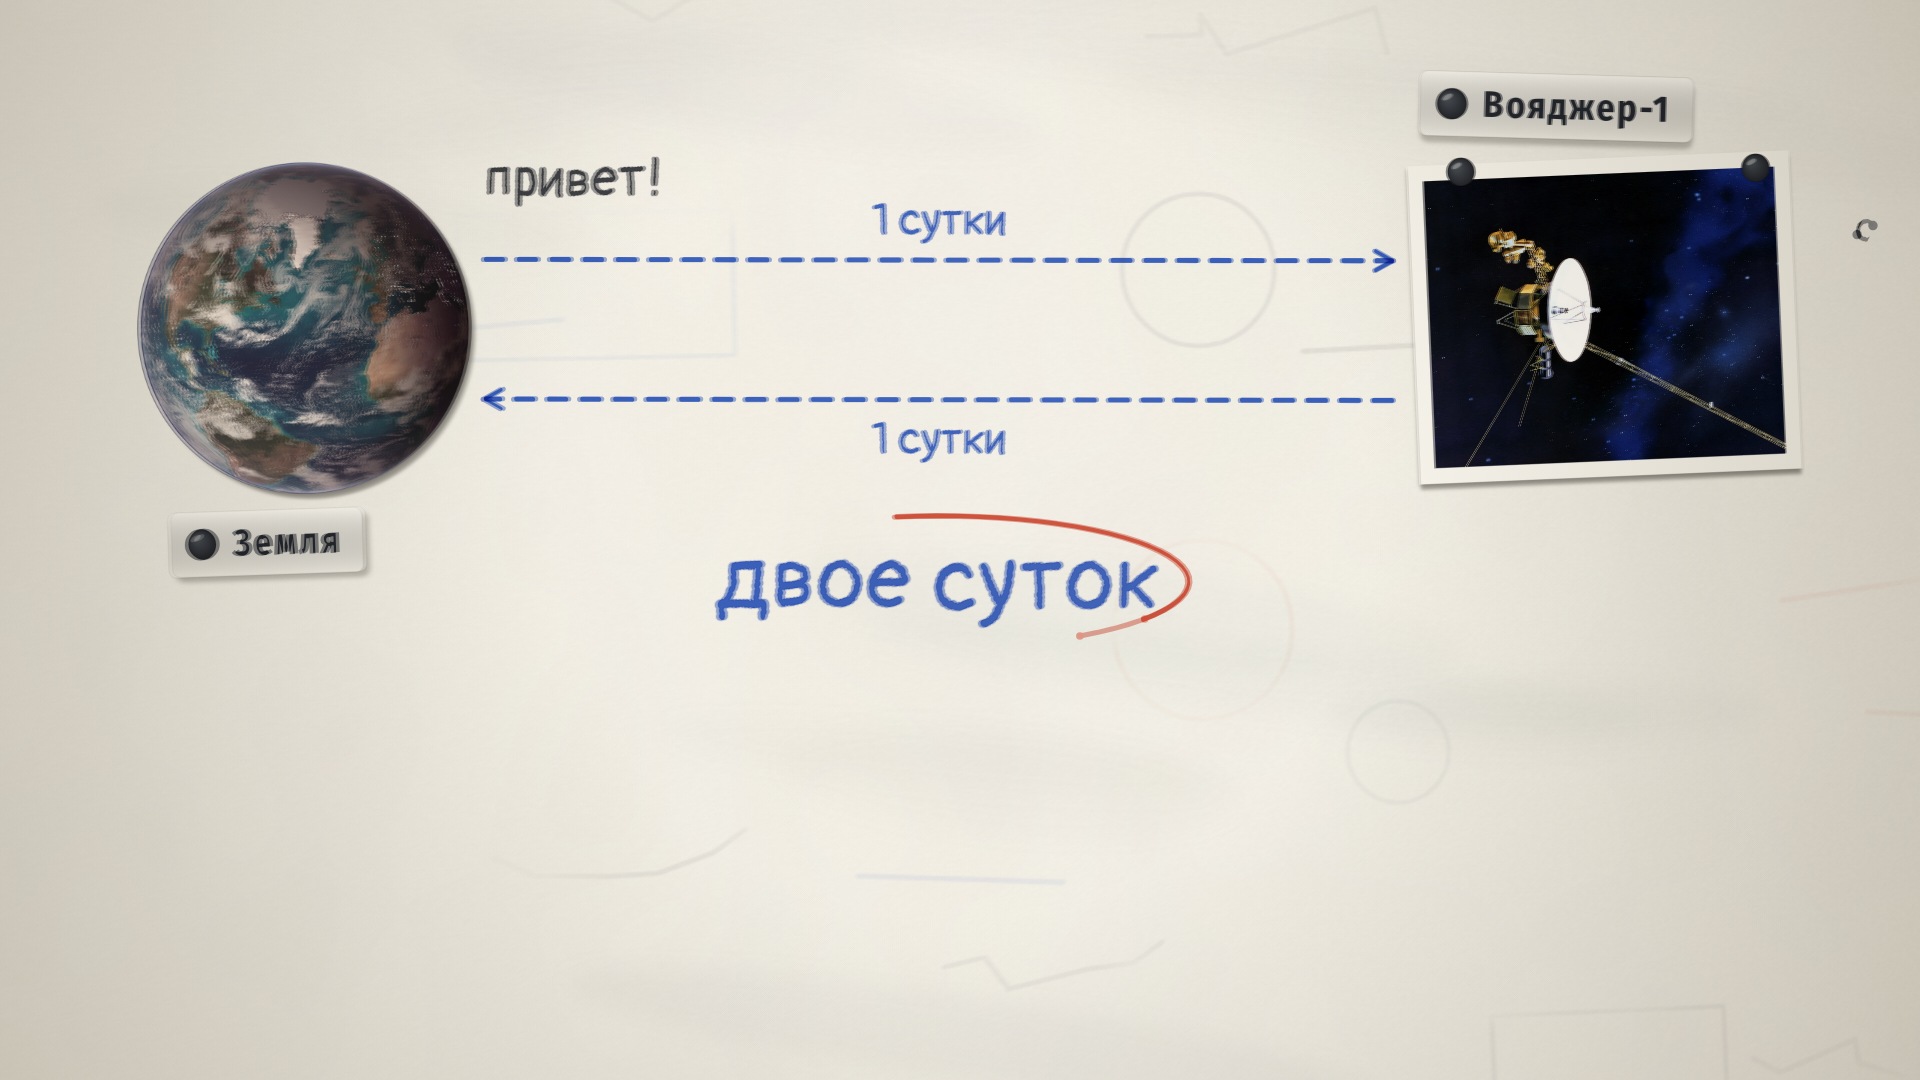 Вояджер-1
привет!
1 сутки
1 сутки
Земля
двое суток